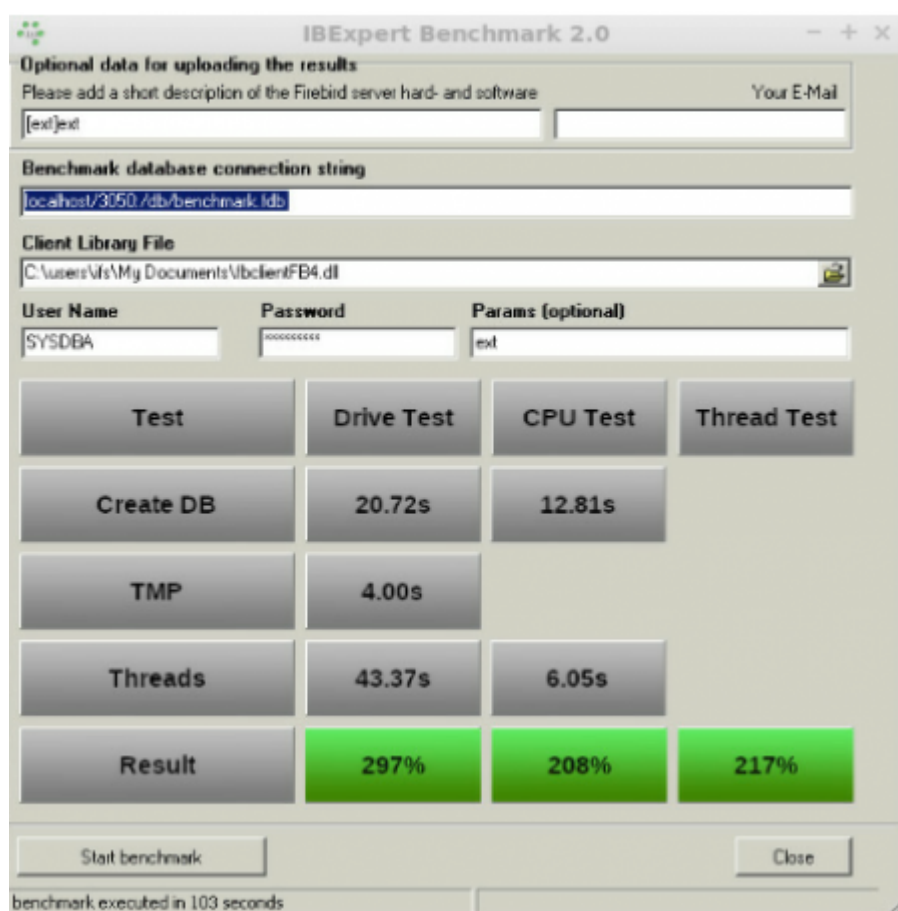 IBExpert Benchmark 2.0
Optional data for uploading the results
Please add a short description of the Firebird server hard- and software Your E-Mail
[ext]ext
Benchmark database connection string
localhost/3050:/db/benchmark.fdb
Client Library File
C:\users\ifs\My Documents\fbclientFB4.dll
User Name Password Params (optional)
SYSDBA ********* ext
Test Drive Test CPU Test Thread Test
Create DB 20.72s 12.81s
TMP 4.00s
Threads 43.37s 6.05s
Result 297% 208% 217%
Start benchmark Close
benchmark executed in 103 seconds